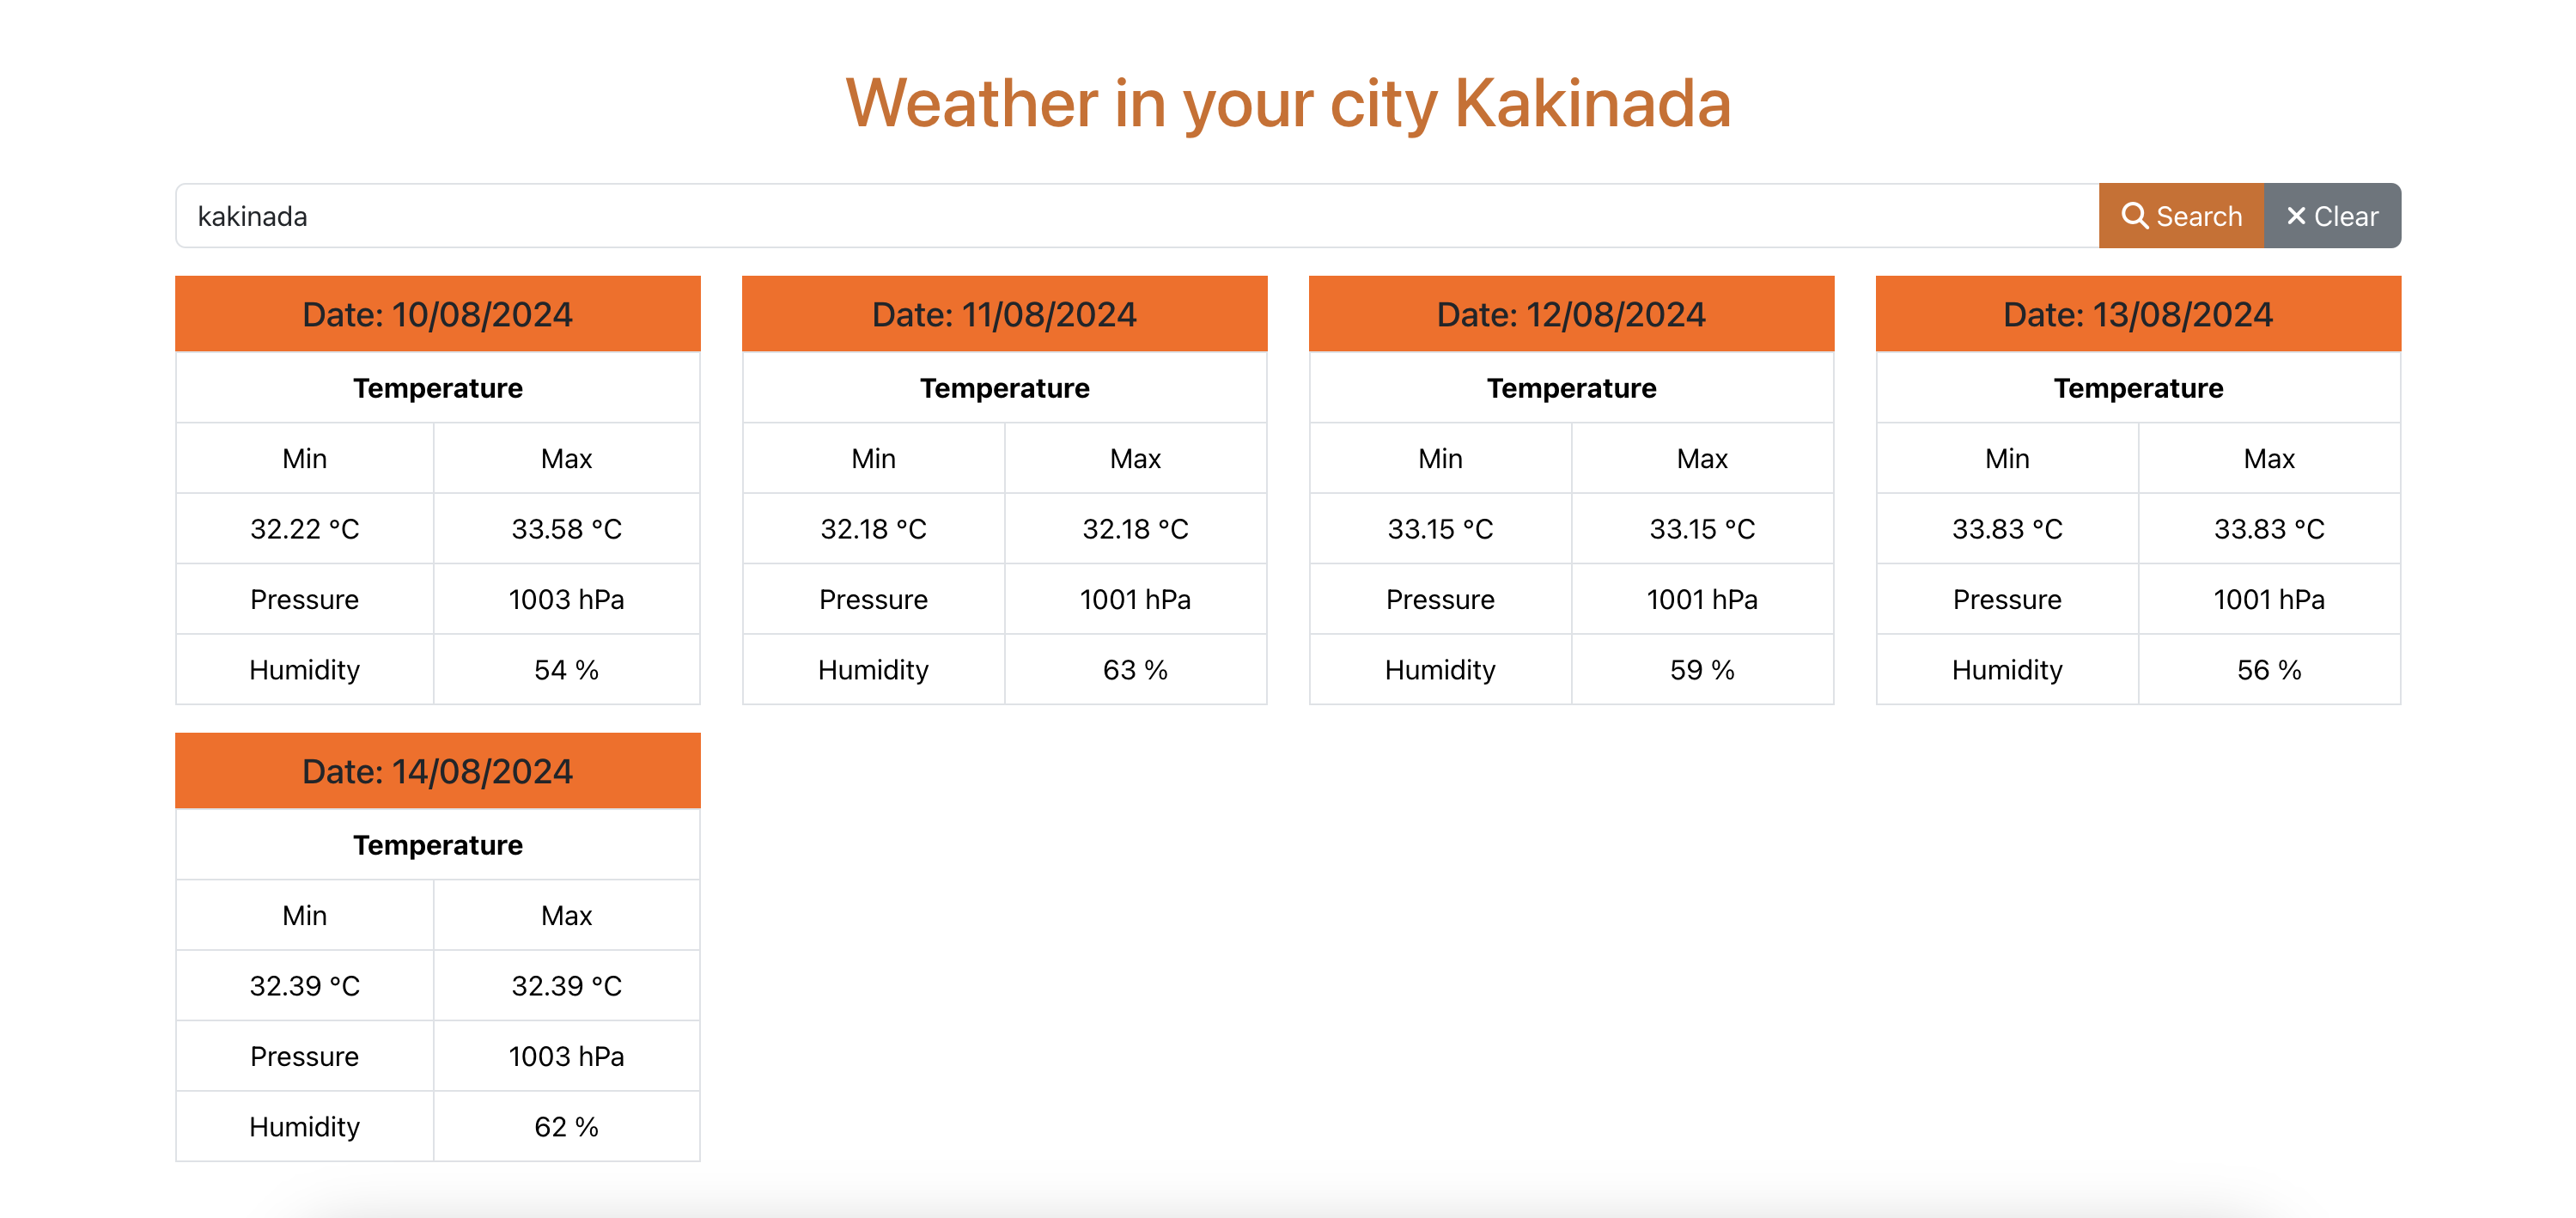 Weather in your city Kakinada
kakinada
Search
Clear
Date: 10/08/2024
Temperature
Min Max
32.22 °C 33.58 °C
Pressure 1003 hPa
Humidity 54 %
Date: 11/08/2024
Temperature
Min Max
32.18 °C 32.18 °C
Pressure 1001 hPa
Humidity 63 %
Date: 12/08/2024
Temperature
Min Max
33.15 °C 33.15 °C
Pressure 1001 hPa
Humidity 59 %
Date: 13/08/2024
Temperature
Min Max
33.83 °C 33.83 °C
Pressure 1001 hPa
Humidity 56 %
Date: 14/08/2024
Temperature
Min Max
32.39 °C 32.39 °C
Pressure 1003 hPa
Humidity 62 %